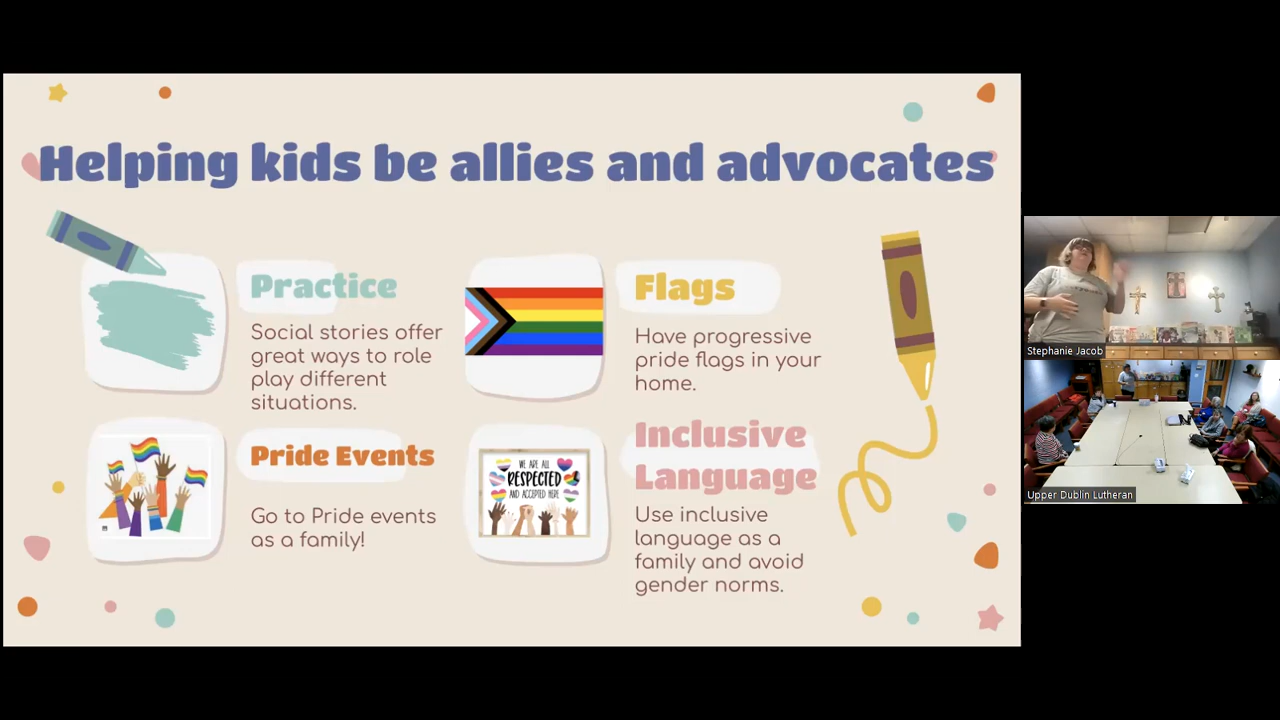 Helping kids be allies and advocates
Practice
Social stories offer
great ways to role
play different
situations.
Flags
Have progressive
pride flags in your
home.
Pride Events
Go to Pride events
as a family!
WE ARE ALL
RESPECTED
AND ACCEPTED HERE
Inclusive
Language
Use inclusive
language as a
family and avoid
gender norms.
Stephanie Jacob
Upper Dublin Lutheran